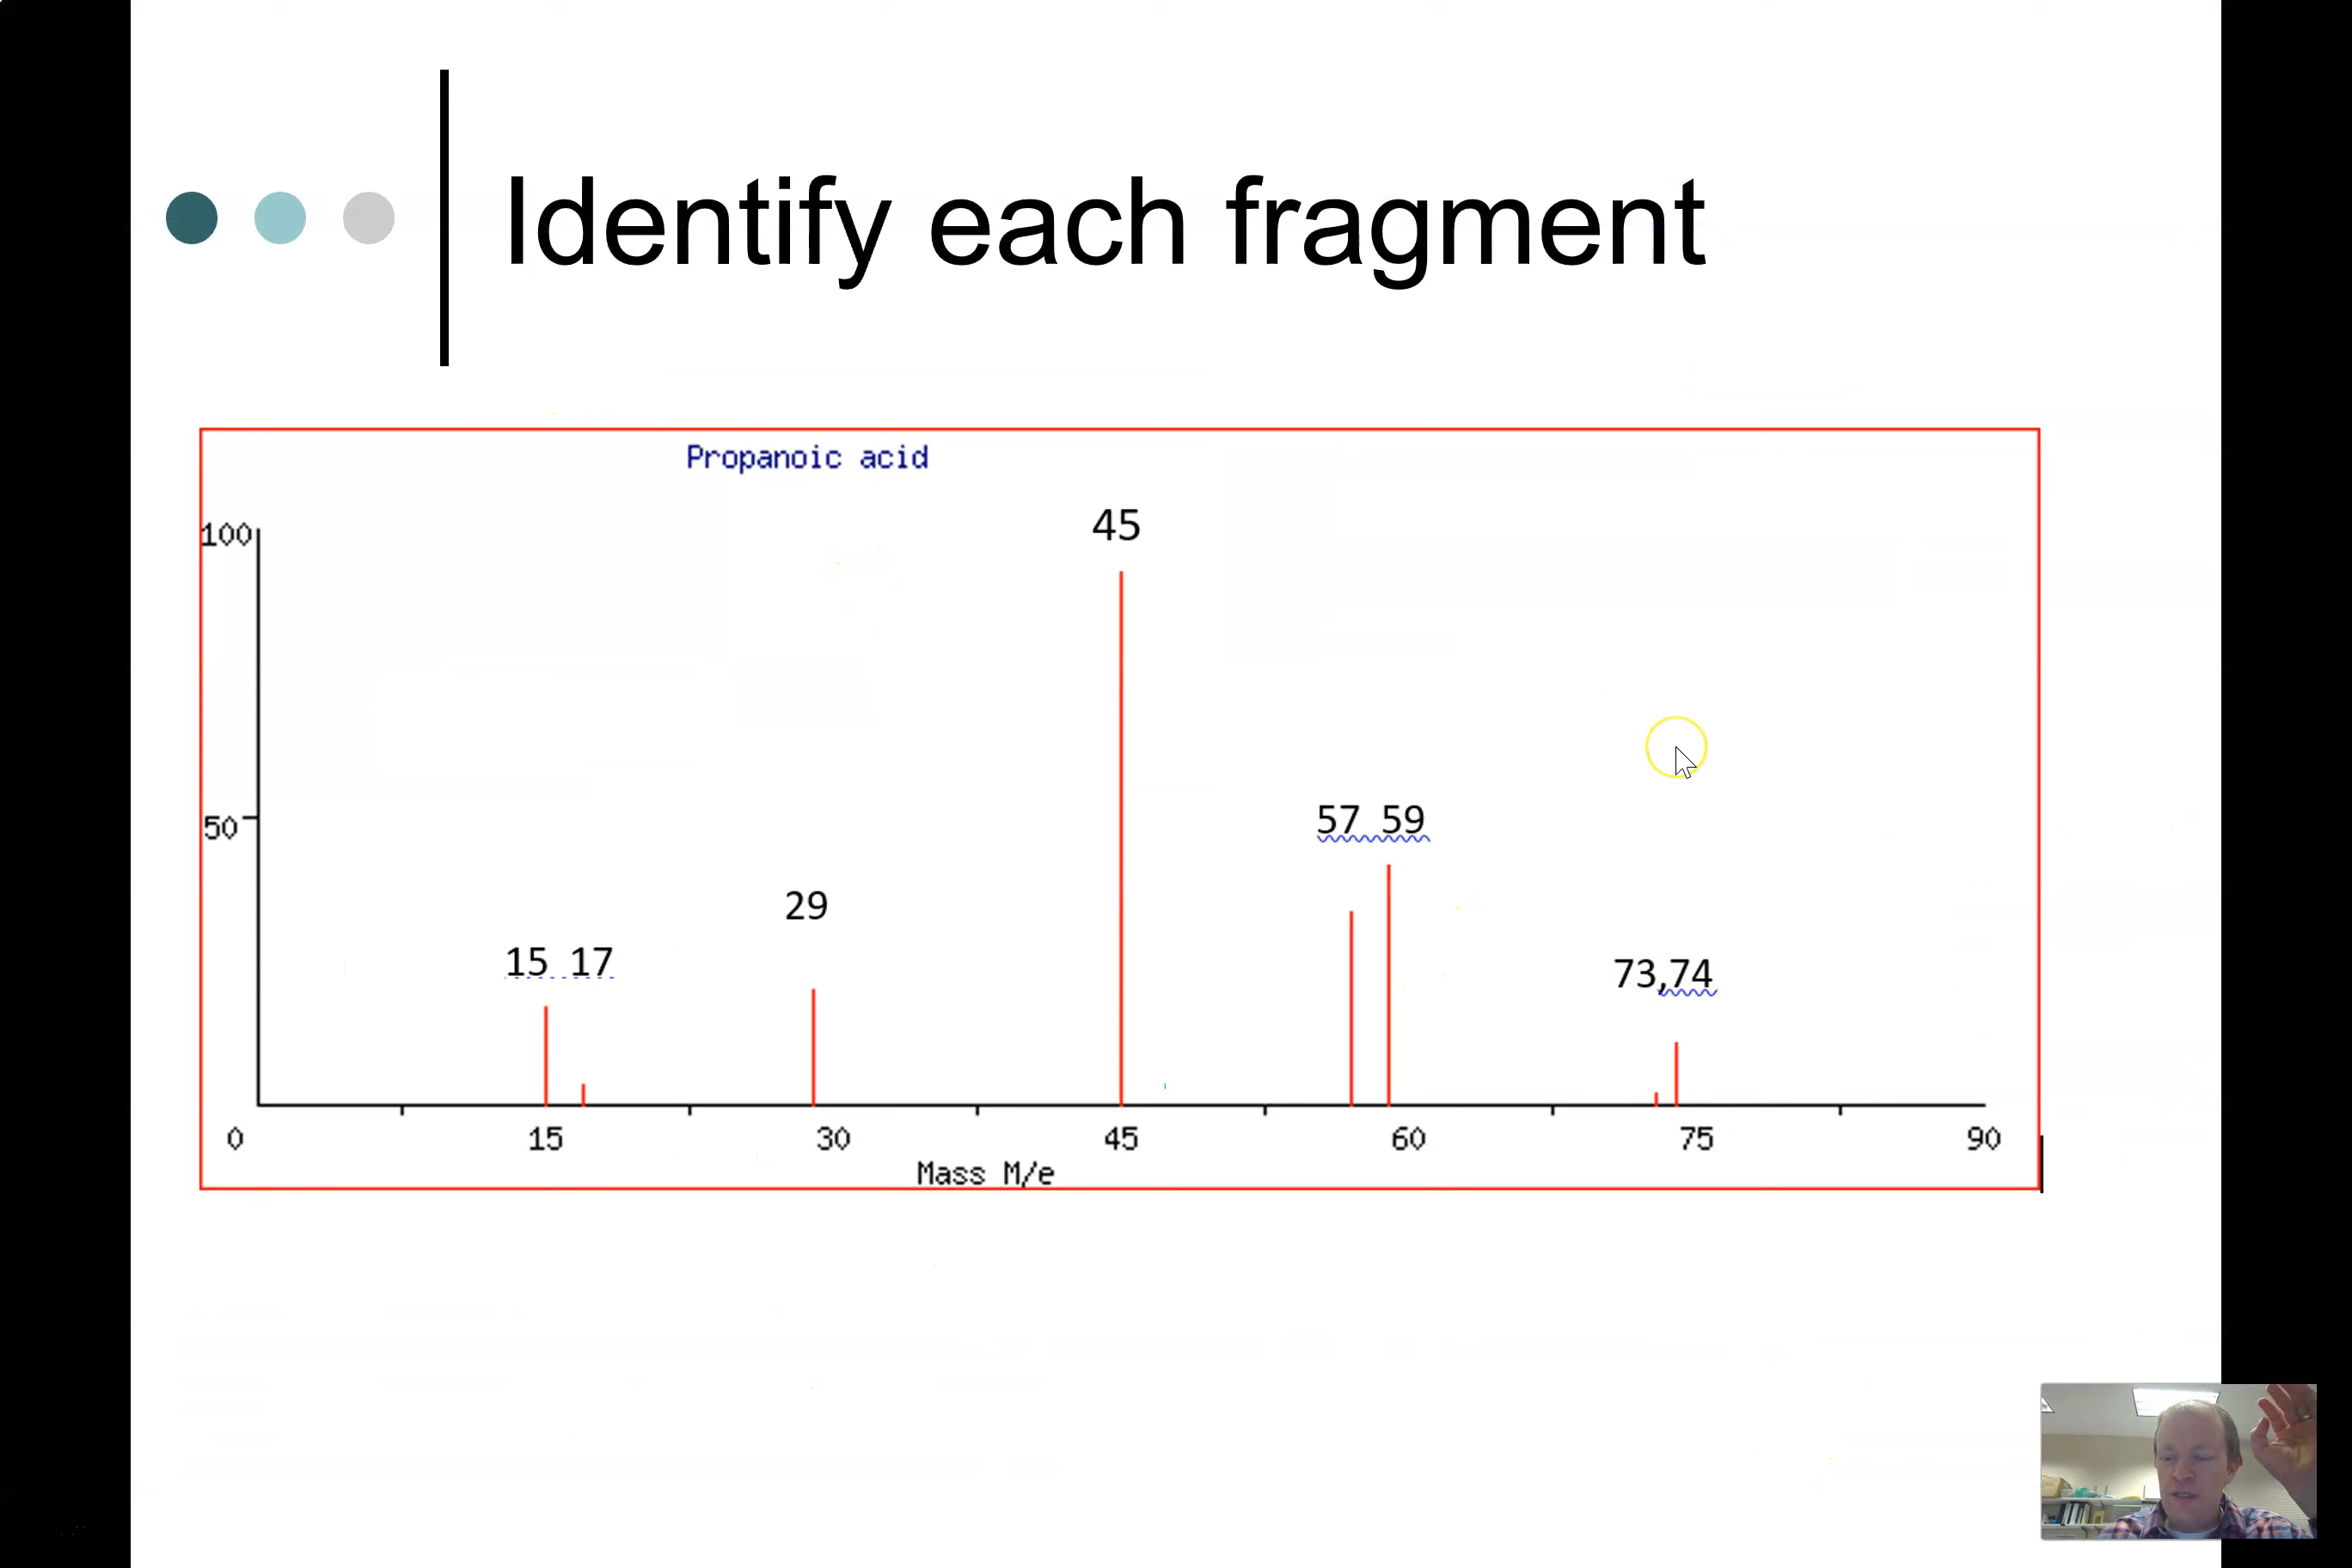 Identify each fragment
Propanoic acid
100
45
50
57 59
29
15 17
73,74
0 15 30 45 60 75 90
Mass M/e